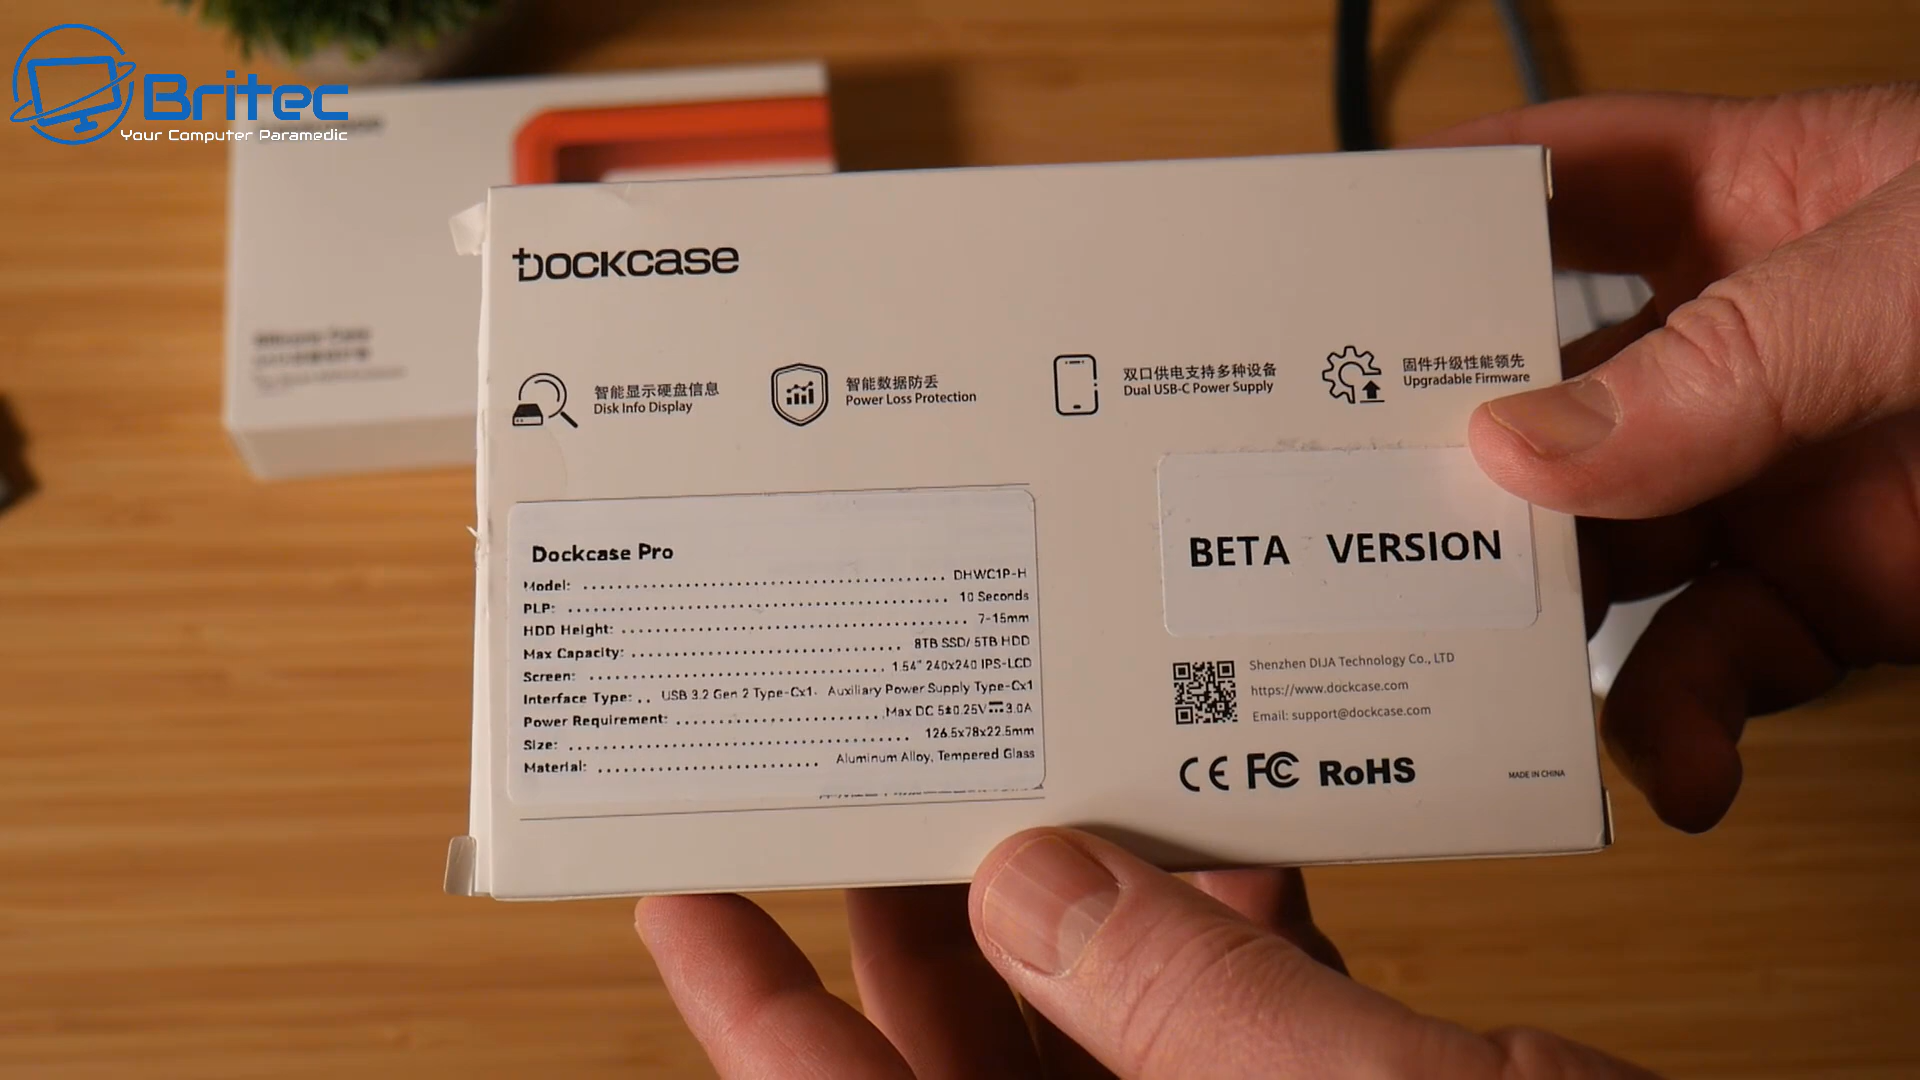 Britec
Your Computer Paramedic
Dockcase
智能显示硬盘信息
Disk Info Display
智能数据防丢
Power Loss Protection
双口供电支持多种设备
Dual USB-C Power Supply
固件升级性能领先
Upgradable Firmware
Dockcase Pro
Model: DHWC1P-H
PLP: 10 Seconds
HDD Height: 7-15mm
Max Capacity: 8TB SSD/ 5TB HDD
Screen: 1.54" 240x240 IPS-LCD
Interface Type: USB 3.2 Gen 2 Type-Cx1, Auxiliary Power Supply Type-Cx1
Power Requirement: Max DC 5±0.25V⎓3.0A
Size: 126.5x78x22.5mm
Material: Aluminum Alloy, Tempered Glass
BETA VERSION
Shenzhen DIJA Technology Co., LTD
https://www.dockcase.com
Email: support@dockcase.com
CE FC RoHS
MADE IN CHINA
Silicone Case